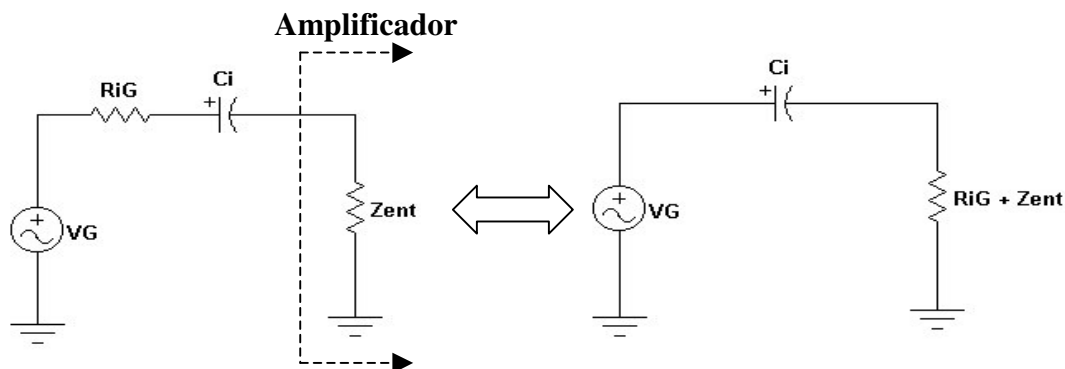 Amplificador
RiG
+
Ci
Zent
+
VG
Ci
+
+
VG
RiG + Zent